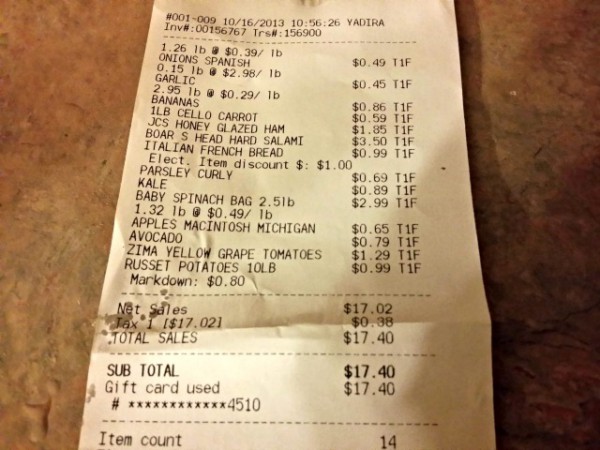 #001-009 10/16/2013 10:56:26 YADIRA
Inv#:00156767 Trs#:156900
1.26 lb @ $0.39/ lb
ONIONS SPANISH $0.49 T1F
0.15 lb @ $2.98/ lb
GARLIC $0.45 T1F
2.95 lb @ $0.29/ lb
BANANAS $0.86 T1F
1LB CELLO CARROT $0.59 T1F
JCS HONEY GLAZED HAM $1.85 T1F
BOAR S HEAD HARD SALAMI $3.50 T1F
ITALIAN FRENCH BREAD $0.99 T1F
Elect. Item discount $: $1.00
PARSLEY CURLY $0.69 T1F
KALE $0.89 T1F
BABY SPINACH BAG 2.5lb $2.99 T1F
1.32 lb @ $0.49/ lb
APPLES MACINTOSH MICHIGAN $0.65 T1F
AVOCADO $0.79 T1F
ZIMA YELLOW GRAPE TOMATOES $1.29 T1F
RUSSET POTATOES 10LB $0.99 T1F
Markdown: $0.80
Net Sales $17.02
Tax 1 [$17.02] $0.38
TOTAL SALES $17.40
SUB TOTAL $17.40
Gift card used $17.40
# ************4510
Item count 14